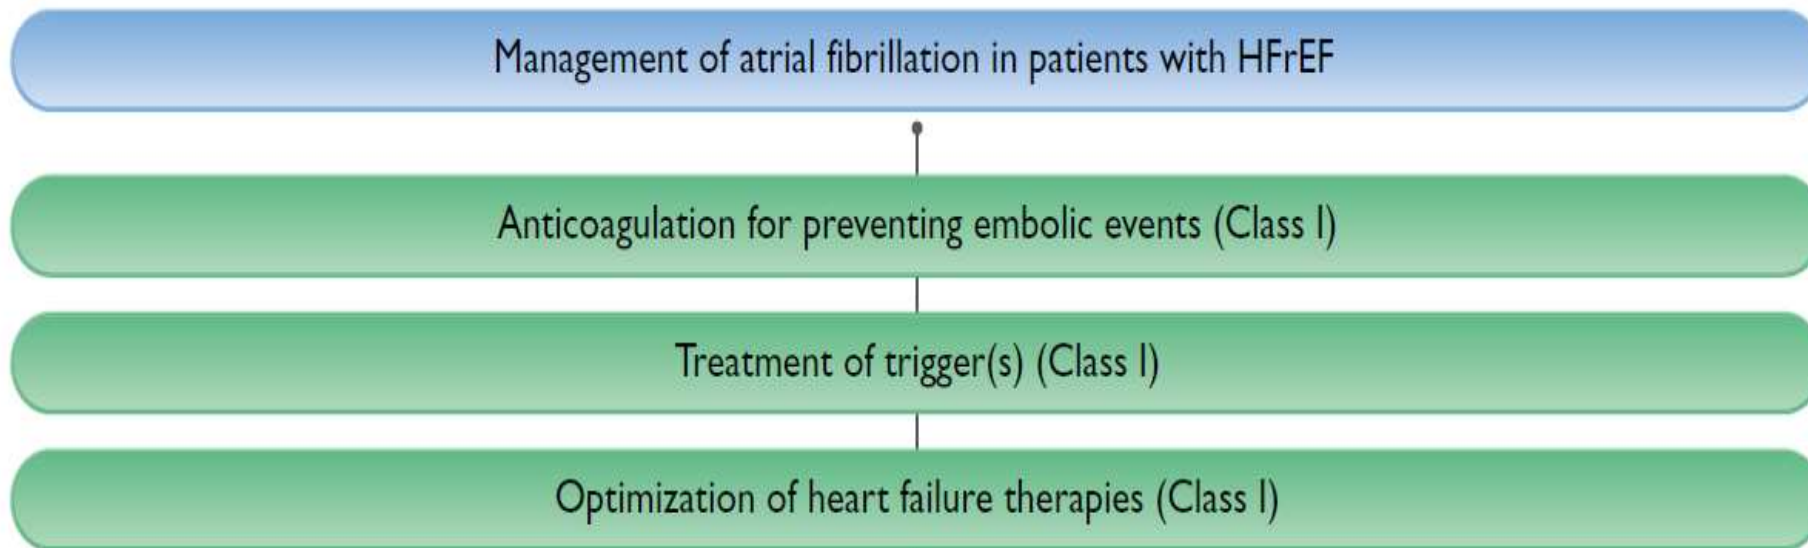 Management of atrial fibrillation in patients with HFrEF
Anticoagulation for preventing embolic events (Class I)
Treatment of trigger(s) (Class I)
Optimization of heart failure therapies (Class I)